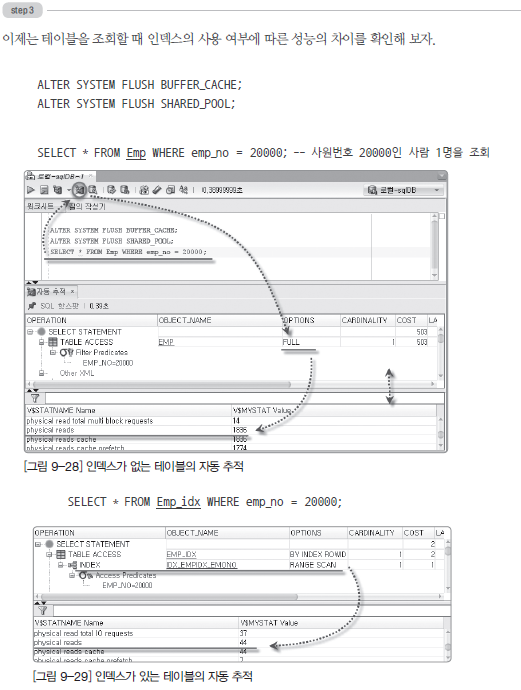 step 3
이제는 테이블을 조회할 때 인덱스의 사용 여부에 따른 성능의 차이를 확인해 보자.
ALTER SYSTEM FLUSH BUFFER_CACHE;
ALTER SYSTEM FLUSH SHARED_POOL;
SELECT * FROM Emp WHERE emp_no = 20000; -- 사원번호 20000인 사람 1명을 조회
로컬-sqlDB~1
0.38999999초
로컬-sqlDB
워크시트 질의 작성기
ALTER SYSTEM FLUSH BUFFER_CACHE;
ALTER SYSTEM FLUSH SHARED_POOL;
SELECT * FROM Emp WHERE emp_no = 20000;
자동 추적 ×
SQL 핫스팟 | 0.39초
OPERATION OBJECT_NAME OPTIONS CARDINALITY COST LA
SELECT STATEMENT 503
TABLE ACCESS EMP FULL 1 503
Filter Predicates
EMP_NO=20000
Other XML
V$STATNAME Name V$MYSTAT Value
physical read total multi block requests 14
physical reads
physical reads cache
physical reads cache prefetch 1774
[그림 9-28] 인덱스가 없는 테이블의 자동 추적
SELECT * FROM Emp_idx WHERE emp_no = 20000;
OPERATION OBJECT_NAME OPTIONS CARDINALITY COST LA
SELECT STATEMENT 2
TABLE ACCESS EMP_IDX BY INDEX ROWID 1 2
INDEX IDX_EMPIDX_EMPNO RANGE SCAN 1 1
Access Predicates
EMP_NO=20000
V$STATNAME Name V$MYSTAT Value
physical read total IO requests 37
physical reads 44
physical reads cache 44
physical reads cache prefetch 7
[그림 9-29] 인덱스가 있는 테이블의 자동 추적